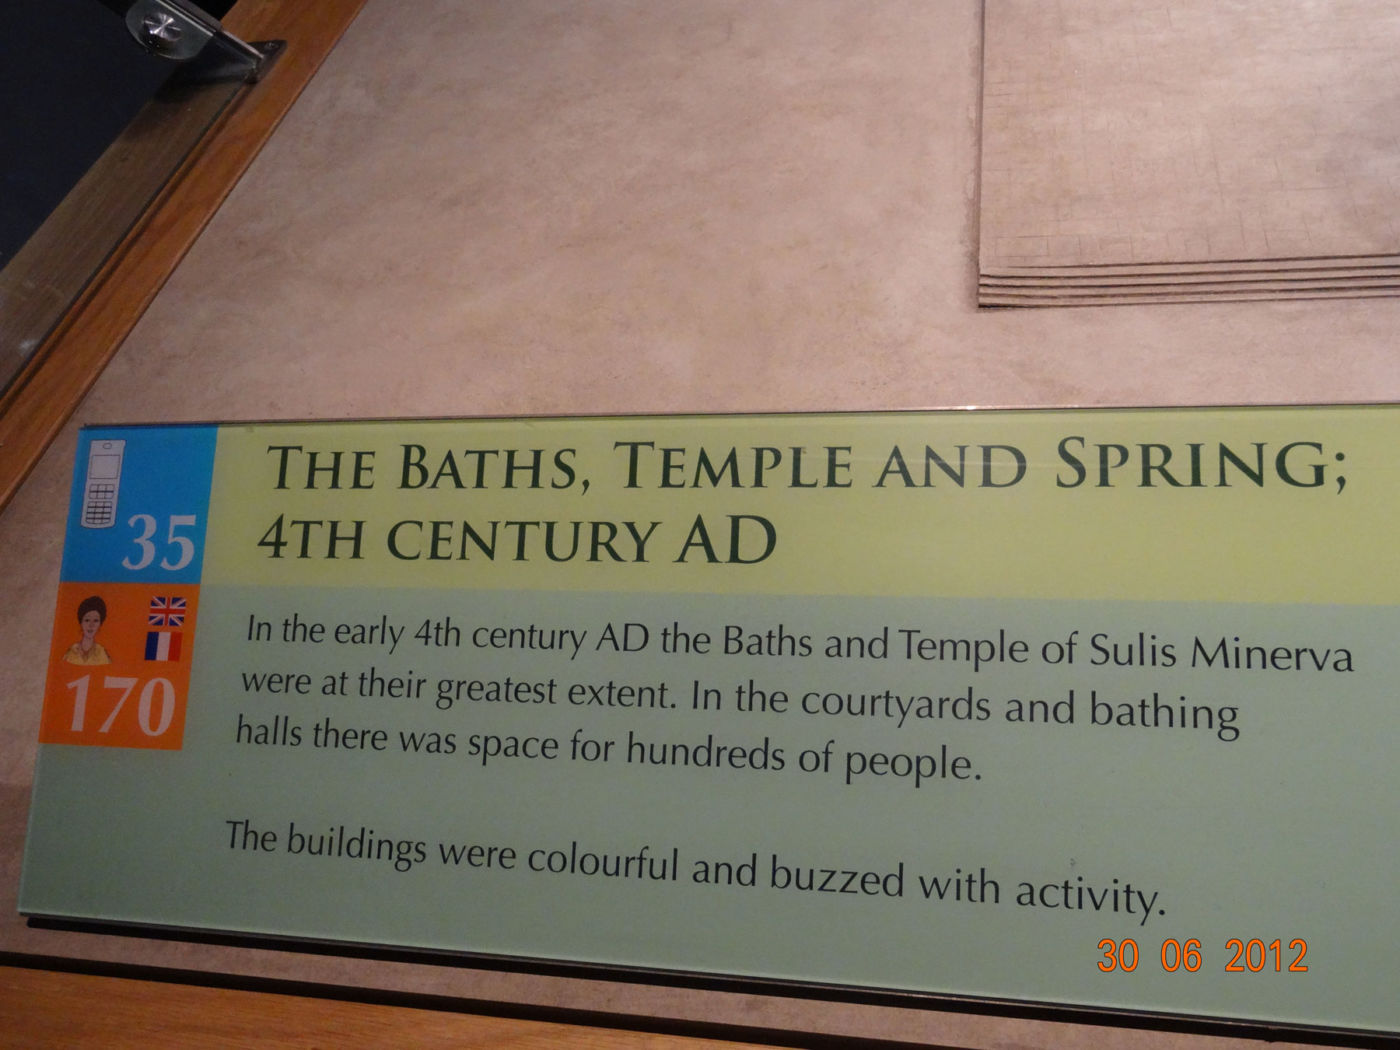 35
THE BATHS, TEMPLE AND SPRING;
4TH CENTURY AD
170
In the early 4th century AD the Baths and Temple of Sulis Minerva
were at their greatest extent. In the courtyards and bathing
halls there was space for hundreds of people.
The buildings were colourful and buzzed with activity.
30 06 2012